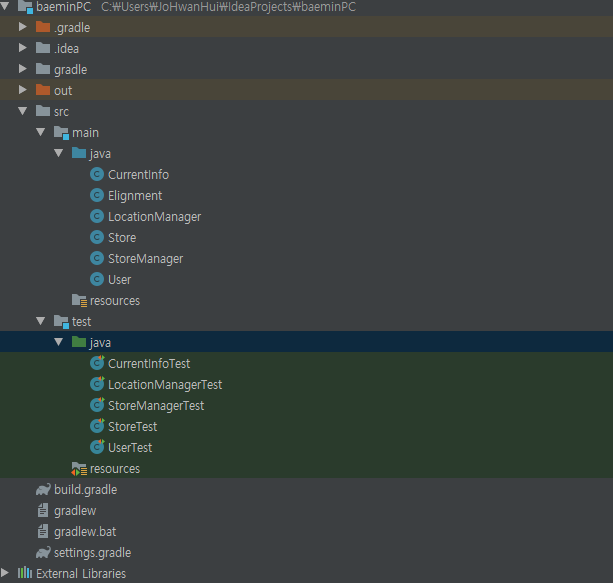 baeminPC C:₩Users₩JoHwanHui₩IdeaProjects₩baeminPC
.gradle
.idea
gradle
out
src
main
java
CurrentInfo
Elignment
LocationManager
Store
StoreManager
User
resources
test
java
CurrentInfoTest
LocationManagerTest
StoreManagerTest
StoreTest
UserTest
resources
build.gradle
gradlew
gradlew.bat
settings.gradle
External Libraries